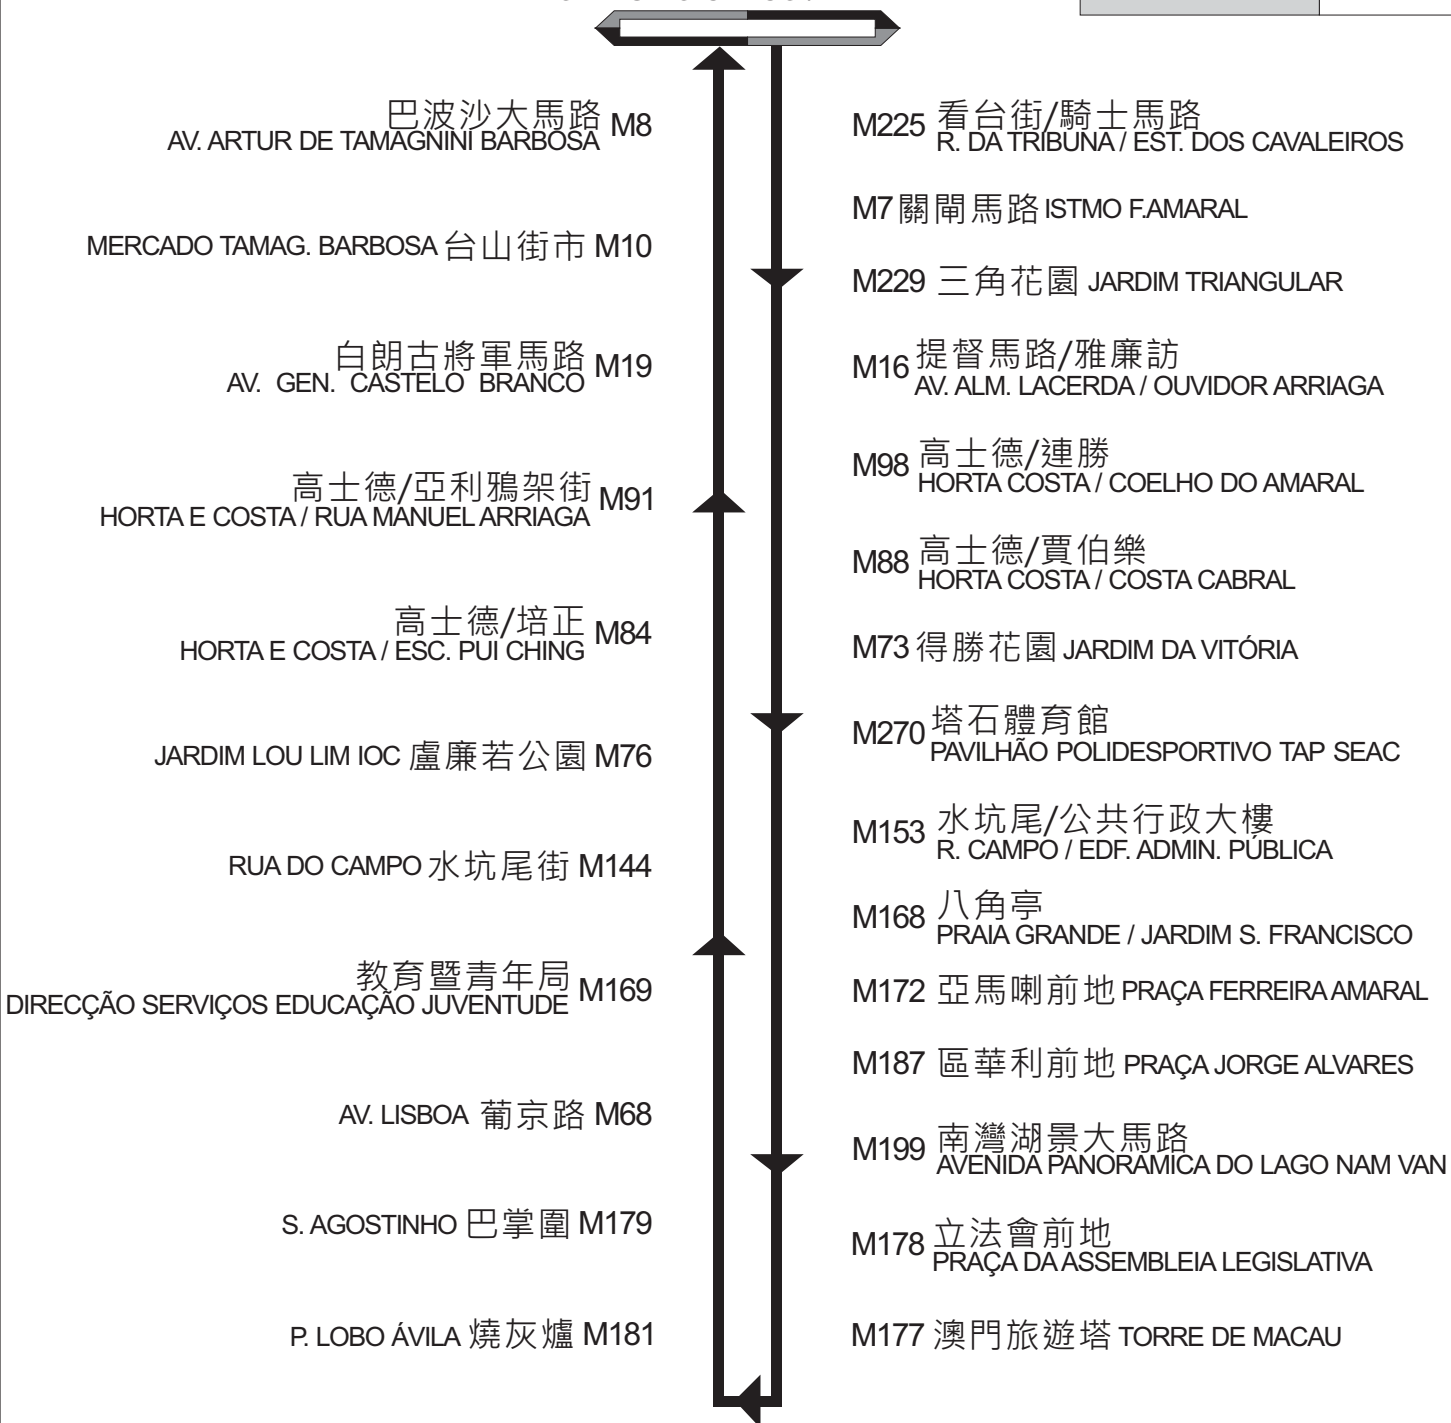 巴波沙大馬路 M8
AV. ARTUR DE TAMAGNINI BARBOSA
MERCADO TAMAG. BARBOSA 台山街市 M10
白朗古將軍馬路 M19
AV. GEN. CASTELO BRANCO
高士德/亞利鴉架街 M91
HORTA E COSTA / RUA MANUEL ARRIAGA
高士德/培正 M84
HORTA E COSTA / ESC. PUI CHING
JARDIM LOU LIM IOC 盧廉若公園 M76
RUA DO CAMPO 水坑尾街 M144
教育暨青年局 M169
DIRECÇÃO SERVIÇOS EDUCAÇÃO JUVENTUDE
AV. LISBOA 葡京路 M68
S. AGOSTINHO 巴掌圍 M179
P. LOBO ÁVILA 燒灰爐 M181
M225 看台街/騎士馬路
R. DA TRIBUNA / EST. DOS CAVALEIROS
M7 關閘馬路 ISTMO F.AMARAL
M229 三角花園 JARDIM TRIANGULAR
M16 提督馬路/雅廉訪
AV. ALM. LACERDA / OUVIDOR ARRIAGA
M98 高士德/連勝
HORTA COSTA / COELHO DO AMARAL
M88 高士德/賈伯樂
HORTA COSTA / COSTA CABRAL
M73 得勝花園 JARDIM DA VITÓRIA
M270 塔石體育館
PAVILHÃO POLIDESPORTIVO TAP SEAC
M153 水坑尾/公共行政大樓
R. CAMPO / EDF. ADMIN. PÚBLICA
M168 八角亭
PRAIA GRANDE / JARDIM S. FRANCISCO
M172 亞馬喇前地 PRAÇA FERREIRA AMARAL
M187 區華利前地 PRAÇA JORGE ALVARES
M199 南灣湖景大馬路
AVENIDA PANORAMICA DO LAGO NAM VAN
M178 立法會前地
PRAÇA DA ASSEMBLEIA LEGISLATIVA
M177 澳門旅遊塔 TORRE DE MACAU